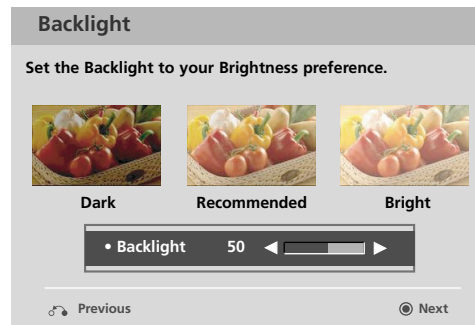 Backlight
Set the Backlight to your Brightness preference.
Dark Recommended Bright
• Backlight 50
Previous Next